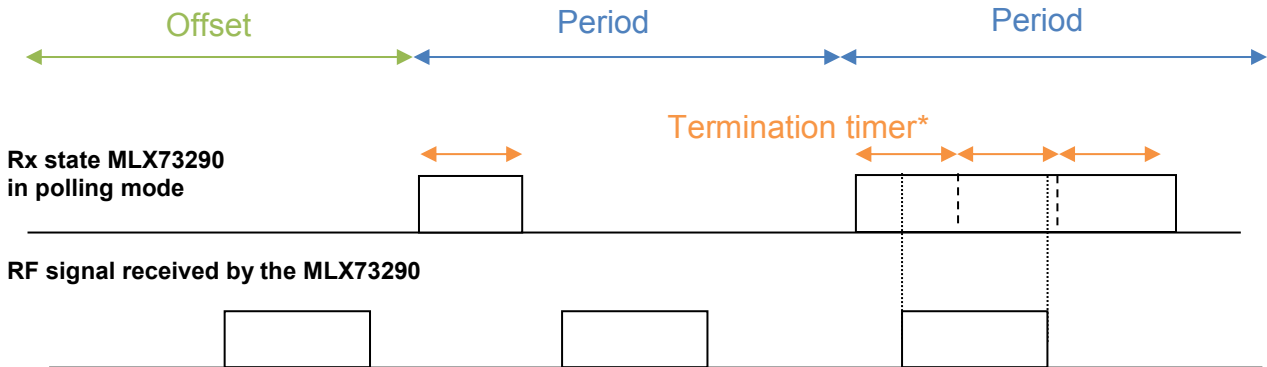 Offset
Period
Period
Termination timer*
Rx state MLX73290
in polling mode
RF signal received by the MLX73290